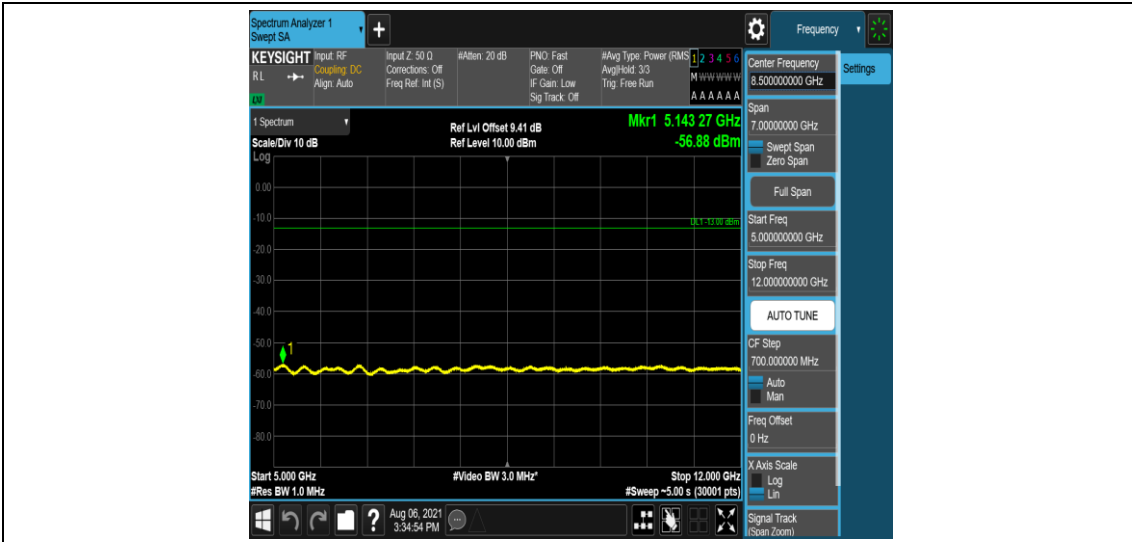 Spectrum Analyzer 1
Swept SA
+
Frequency
KEYSIGHT
RL
LXI
Input: RF
Coupling: DC
Align: Auto
Input Z: 50 Ω
Corrections: Off
Freq Ref: Int (S)
#Atten: 20 dB
PNO: Fast
Gate: Off
IF Gain: Low
Sig Track: Off
#Avg Type: Power (RMS
Avg|Hold: 3/3
Trig: Free Run
1 2 3 4 5 6
M W W W W W
A A A A A A
1 Spectrum
Scale/Div 10 dB
Ref Lvl Offset 9.41 dB
Ref Level 10.00 dBm
Mkr1 5.143 27 GHz
-56.88 dBm
Log
0.00
-10.0
DL1 -13.00 dBm
-20.0
-30.0
-40.0
-50.0
1
-60.0
-70.0
-80.0
Start 5.000 GHz
#Res BW 1.0 MHz
#Video BW 3.0 MHz*
Stop 12.000 GHz
#Sweep ~5.00 s (30001 pts)
?
Aug 06, 2021
3:34:54 PM
Center Frequency
8.500000000 GHz
Settings
Span
7.00000000 GHz
Swept Span
Zero Span
Full Span
Start Freq
5.000000000 GHz
Stop Freq
12.000000000 GHz
AUTO TUNE
CF Step
700.000000 MHz
Auto
Man
Freq Offset
0 Hz
X Axis Scale
Log
Lin
Signal Track
(Span Zoom)